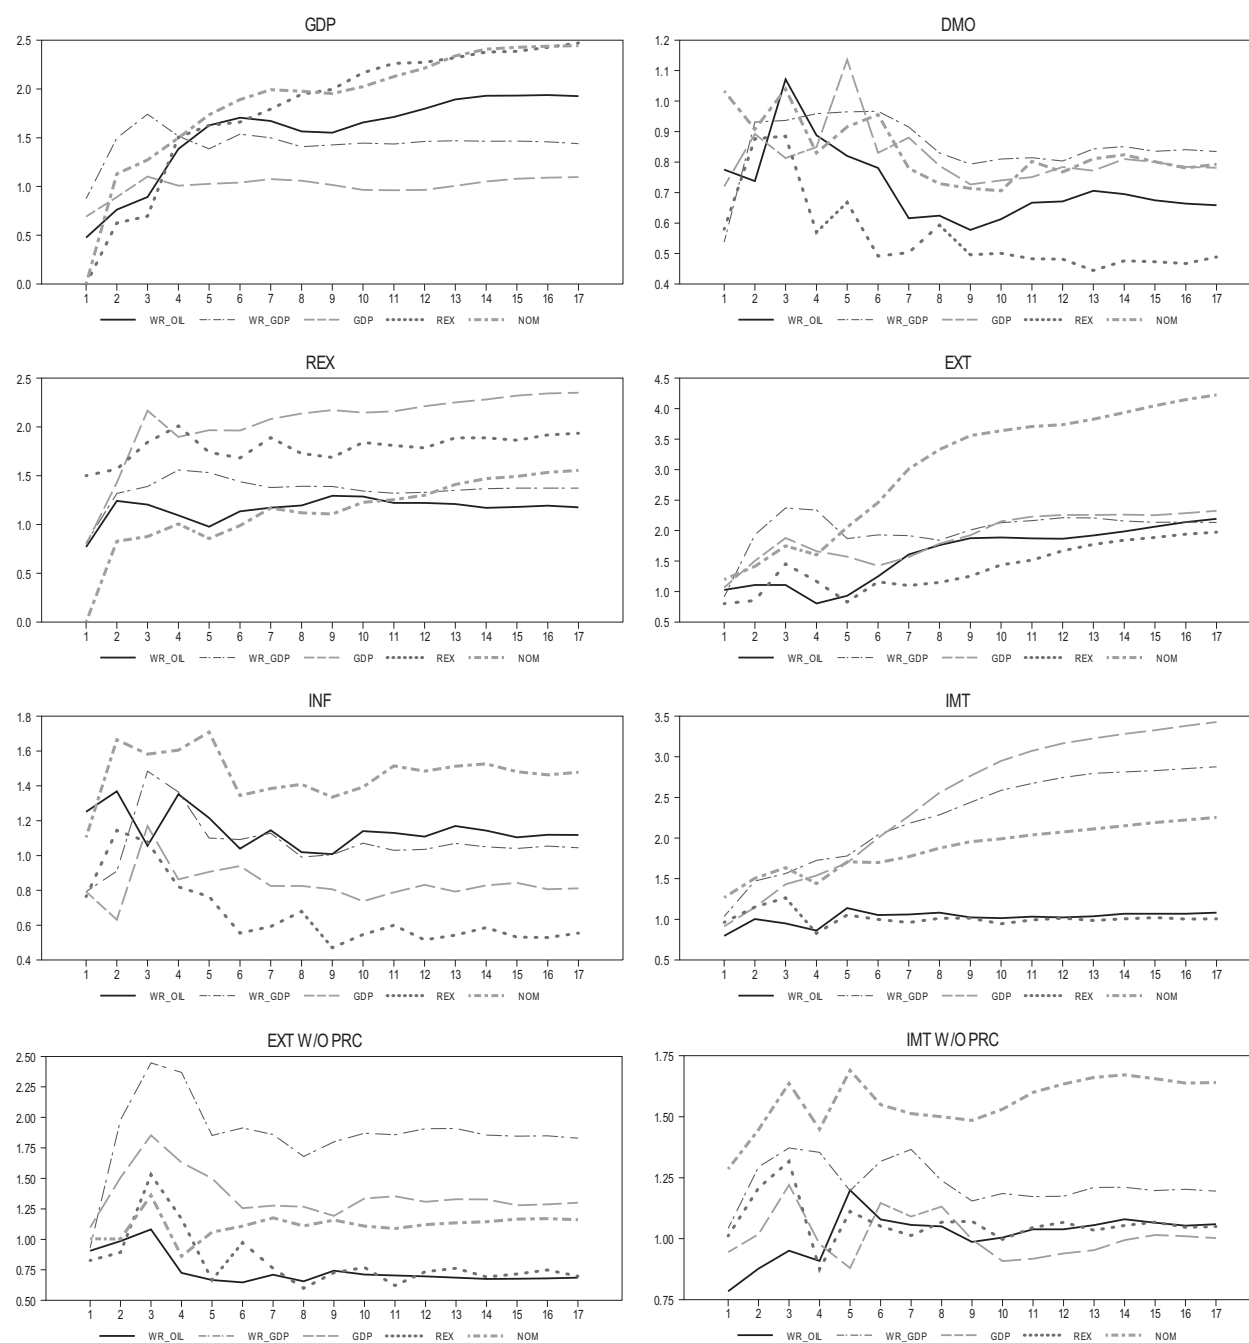 GDP
2.5
2.0
1.5
1.0
0.5
0.0
1 2 3 4 5 6 7 8 9 10 11 12 13 14 15 16 17
WR_OIL WR_GDP GDP REX NOM
DMO
1.2
1.1
1.0
0.9
0.8
0.7
0.6
0.5
0.4
1 2 3 4 5 6 7 8 9 10 11 12 13 14 15 16 17
WR_OIL WR_GDP GDP REX NOM
REX
2.5
2.0
1.5
1.0
0.5
0.0
1 2 3 4 5 6 7 8 9 10 11 12 13 14 15 16 17
WR_OIL WR_GDP GDP REX NOM
EXT
4.5
4.0
3.5
3.0
2.5
2.0
1.5
1.0
0.5
1 2 3 4 5 6 7 8 9 10 11 12 13 14 15 16 17
WR_OIL WR_GDP GDP REX NOM
INF
1.8
1.6
1.4
1.2
1.0
0.8
0.6
0.4
1 2 3 4 5 6 7 8 9 10 11 12 13 14 15 16 17
WR_OIL WR_GDP GDP REX NOM
IMT
3.5
3.0
2.5
2.0
1.5
1.0
0.5
1 2 3 4 5 6 7 8 9 10 11 12 13 14 15 16 17
WR_OIL WR_GDP GDP REX NOM
EXT W/O PRC
2.50
2.25
2.00
1.75
1.50
1.25
1.00
0.75
0.50
1 2 3 4 5 6 7 8 9 10 11 12 13 14 15 16 17
WR_OIL WR_GDP GDP REX NOM
IMT W/O PRC
1.75
1.50
1.25
1.00
0.75
1 2 3 4 5 6 7 8 9 10 11 12 13 14 15 16 17
WR_OIL WR_GDP GDP REX NOM